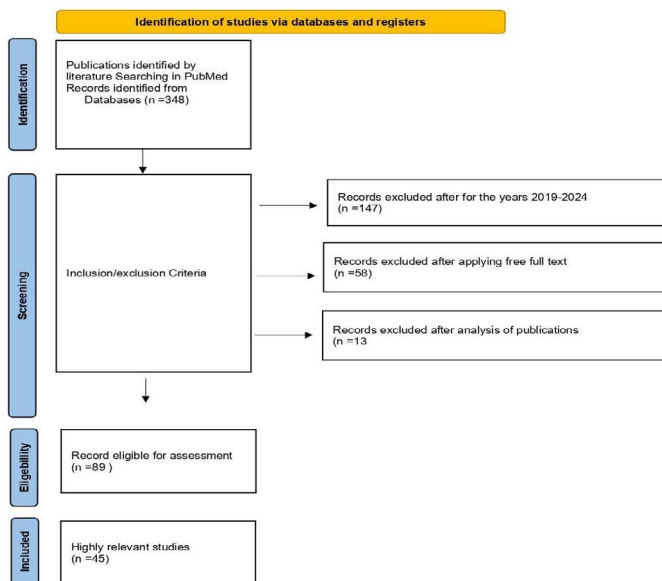 Identification of studies via databases and registers
Identification
Publications identified by
literature Searching in PubMed
Records identified from
Databases (n =348)
Screening
Inclusion/exclusion Criteria
Records excluded after for the years 2019-2024
(n =147)
Records excluded after applying free full text
(n =58)
Records excluded after analysis of publications
(n =13
Eligebillity
Record eligible for assessment
(n =89 )
Included
Highly relevant studies
(n =45)